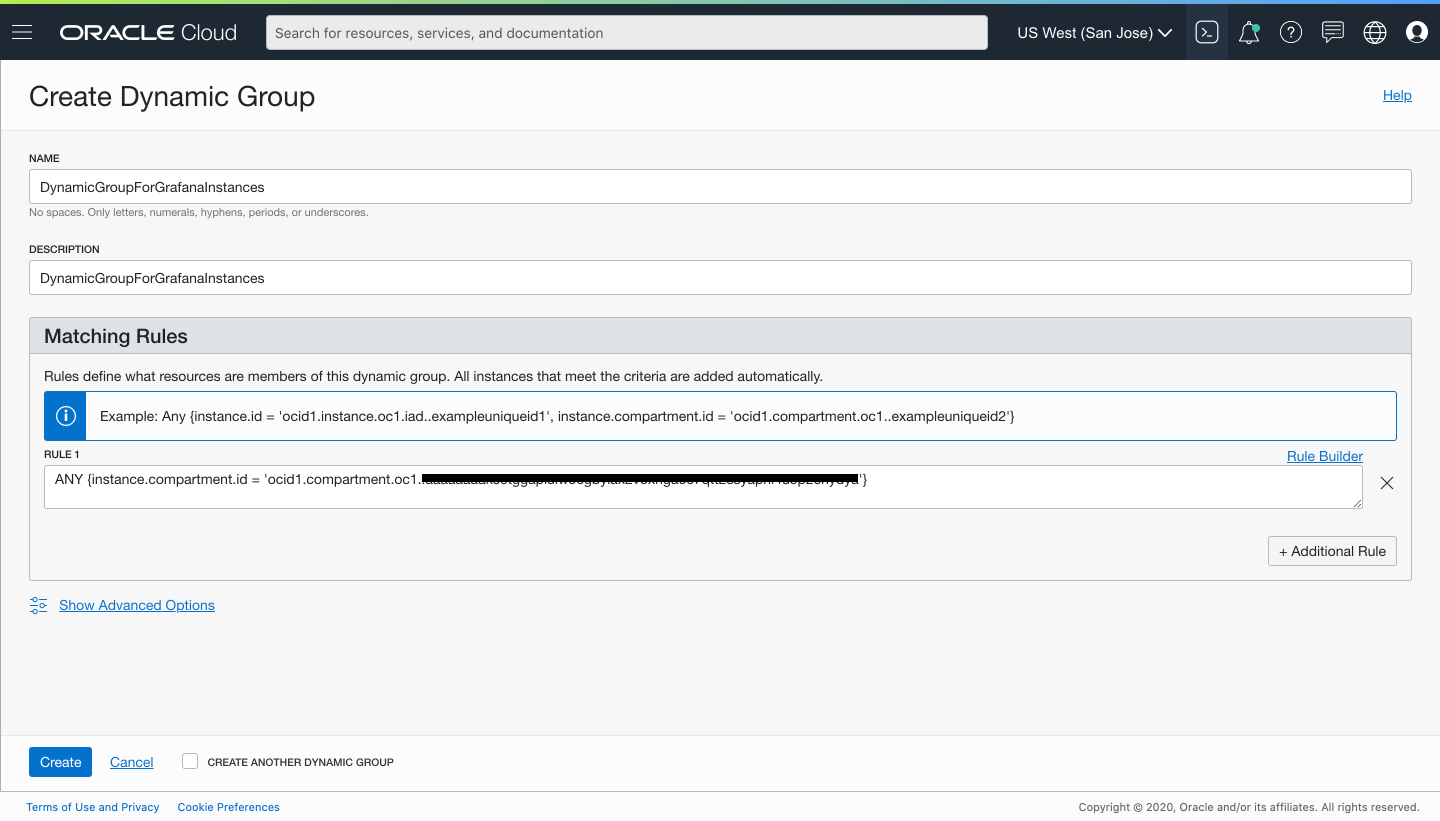 ORACLE Cloud
Search for resources, services, and documentation
US West (San Jose)
Create Dynamic Group
Help
NAME
DynamicGroupForGrafanaInstances
No spaces. Only letters, numerals, hyphens, periods, or underscores.
DESCRIPTION
DynamicGroupForGrafanaInstances
Matching Rules
Rules define what resources are members of this dynamic group. All instances that meet the criteria are added automatically.
Example: Any {instance.id = 'ocid1.instance.oc1.iad..exampleuniqueid1', instance.compartment.id = 'ocid1.compartment.oc1..exampleuniqueid2'}
RULE 1
Rule Builder
ANY {instance.compartment.id = 'ocid1.compartment.oc1.. '}
+ Additional Rule
Show Advanced Options
Create
Cancel
CREATE ANOTHER DYNAMIC GROUP
Terms of Use and Privacy
Cookie Preferences
Copyright © 2020, Oracle and/or its affiliates. All rights reserved.